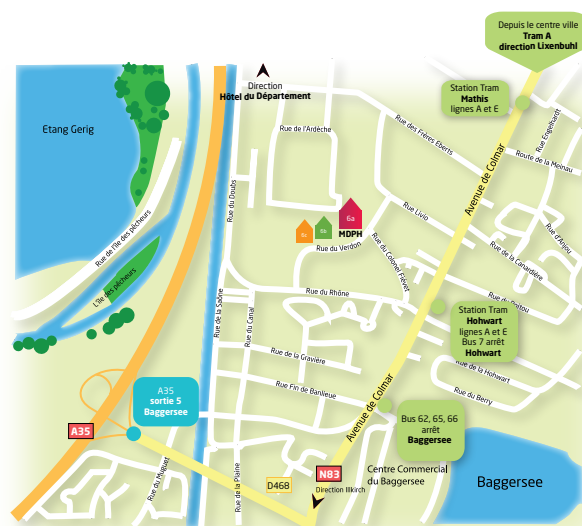 Depuis le centre ville
Tram A
direction Lixenbuhl
Station Tram
Mathis
lignes A et E
Direction
Hôtel du Département
Etang Gerig
Rue de l'Ardèche
Rue des Frères Eberts
Rue Engelhardt
Route de la Meinau
Avenue de Colmar
Rue du Doubs
Rue de l'île des pêcheurs
L'île des pêcheurs
6a
MDPH
Rue Livio
Rue du Verdon
Rue du Colonel Fiévet
Rue d'Anjou
Rue de la Canardière
Rue du Rhône
Rue de la Saône
Rue du Canal
Station Tram
Hohwart
lignes A et E
Bus 7 arrêt
Hohwart
Rue de la Gravière
Rue de la Hohwart
Rue du Berry
Rue Fin de Banlieue
Avenue de Colmar
A35
sortie 5
Baggersee
A35
Bus 62, 65, 66
arrêt
Baggersee
Rue du Muguet
Rue de la Plaine
D468
N83
Direction Illkirch
Centre Commercial
du Baggersee
Baggersee